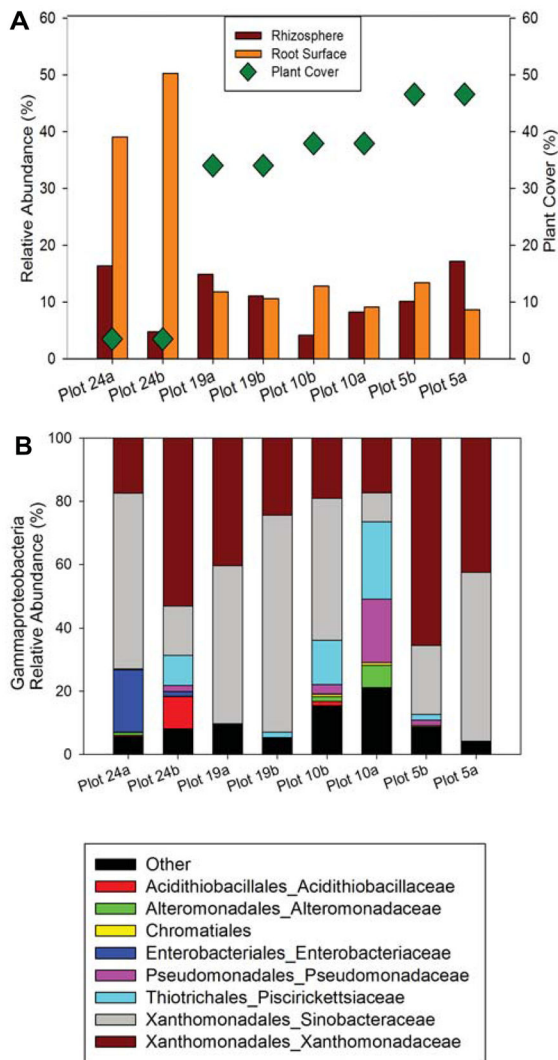 A
Rhizosphere
Root Surface
Plant Cover
Relative Abundance (%)
60
50
40
30
20
10
0
Plant Cover (%)
60
50
40
30
20
10
0
Plot 24a
Plot 24b
Plot 19a
Plot 19b
Plot 10b
Plot 10a
Plot 5b
Plot 5a
B
Gammaproteobacteria
Relative Abundance (%)
100
80
60
40
20
0
Plot 24a
Plot 24b
Plot 19a
Plot 19b
Plot 10b
Plot 10a
Plot 5b
Plot 5a
Other
Acidithiobacillales_Acidithiobacillaceae
Alteromonadales_Alteromonadaceae
Chromatiales
Enterobacteriales_Enterobacteriaceae
Pseudomonadales_Pseudomonadaceae
Thiotrichales_Piscirickettsiaceae
Xanthomonadales_Sinobacteraceae
Xanthomonadales_Xanthomonadaceae